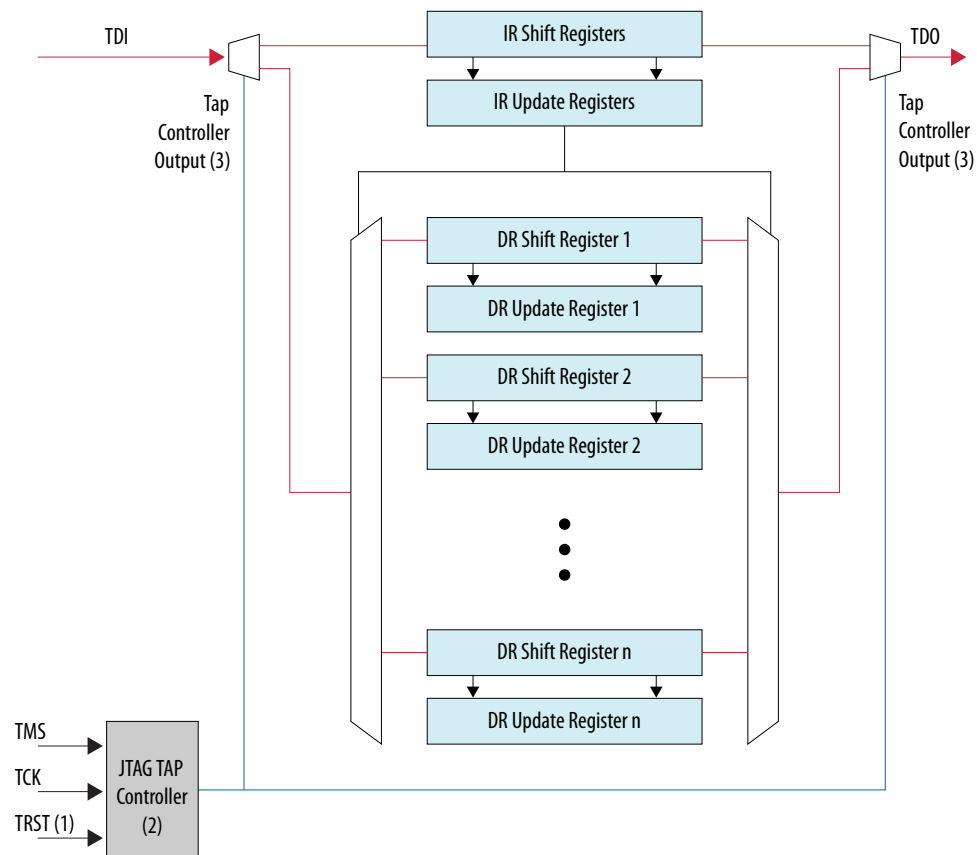 TDI
IR Shift Registers
TDO
IR Update Registers
Tap
Controller
Output (3)
Tap
Controller
Output (3)
DR Shift Register 1
DR Update Register 1
DR Shift Register 2
DR Update Register 2
DR Shift Register n
DR Update Register n
TMS
TCK
TRST (1)
JTAG TAP
Controller
(2)